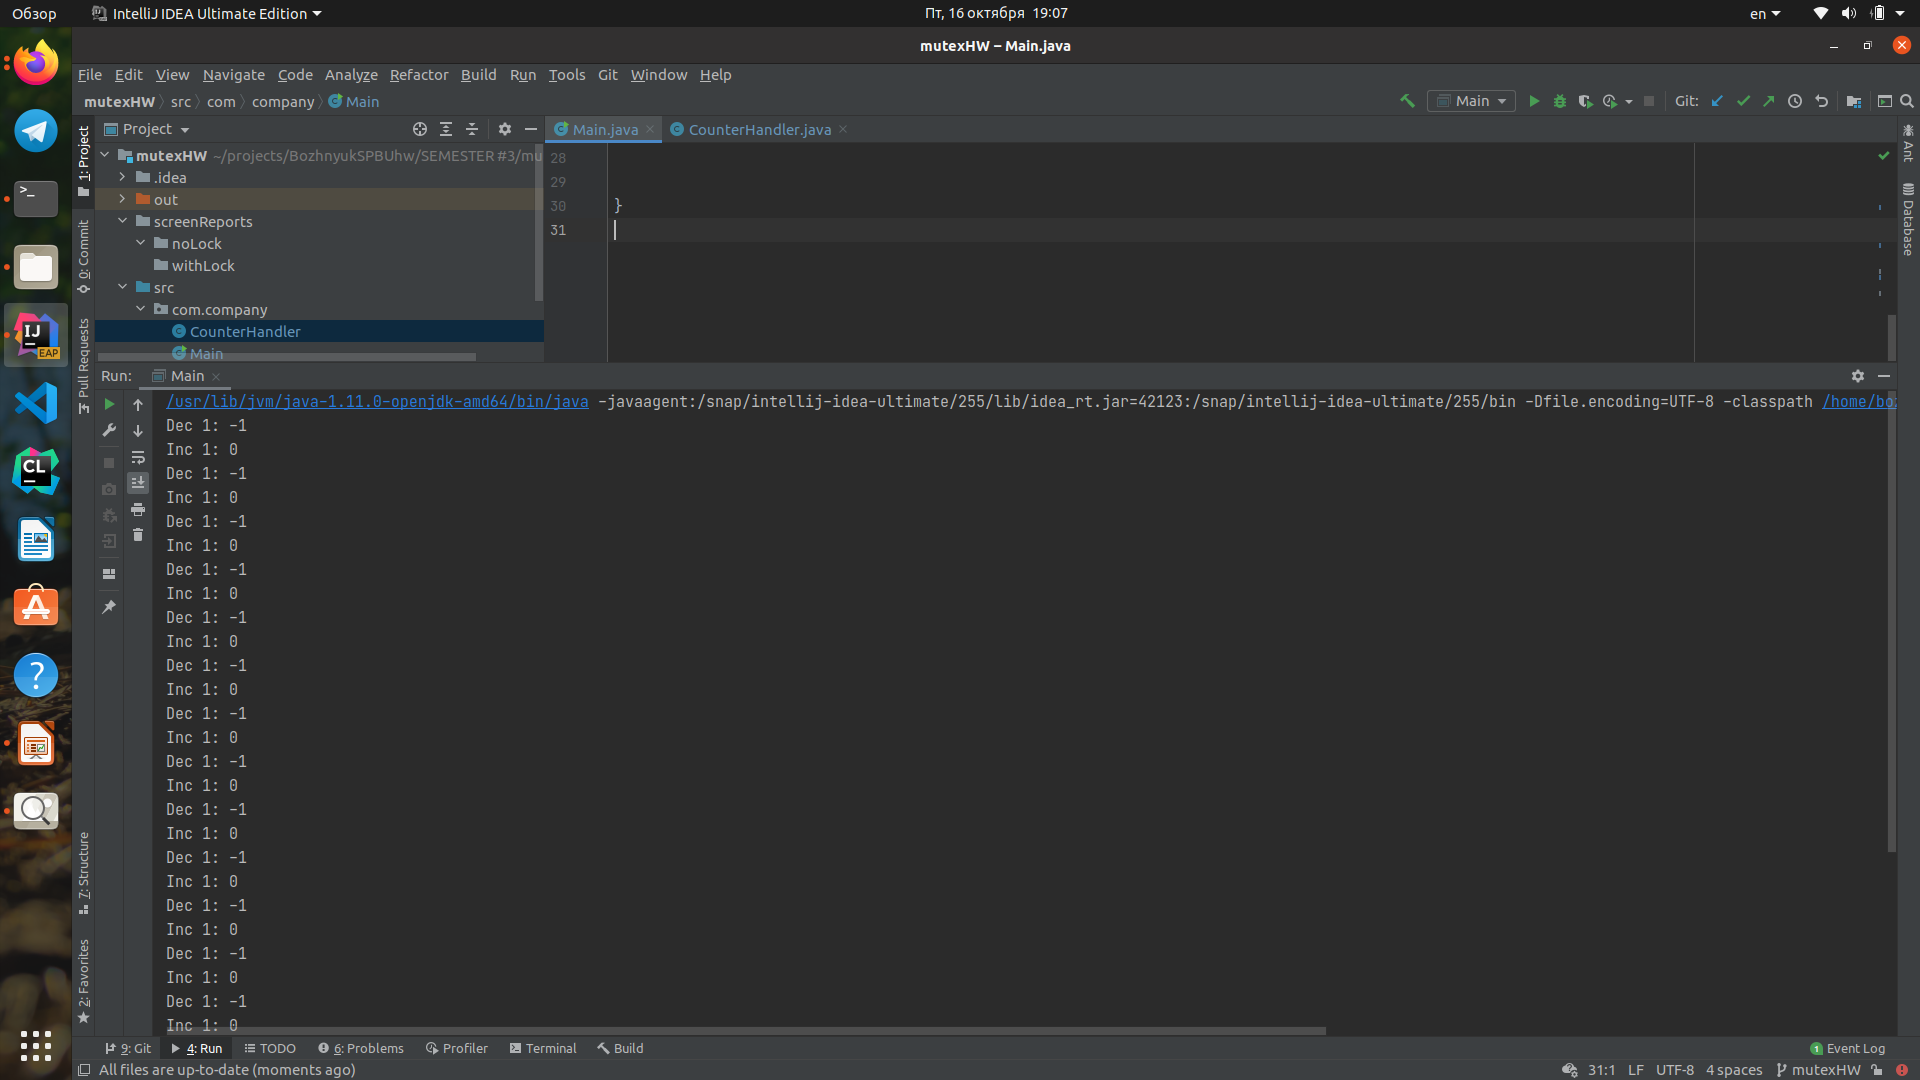 Обзор
IntelliJ IDEA Ultimate Edition
Пт, 16 октября 19:07
en
mutexHW – Main.java
File Edit View Navigate Code Analyze Refactor Build Run Tools Git Window Help
mutexHW src com company Main
Main
Git:
1: Project
0: Commit
Pull Requests
7: Structure
2: Favorites
Project
mutexHW ~/projects/BozhnyukSPBUhw/SEMESTER #3/mu
.idea
out
screenReports
noLock
withLock
src
com.company
CounterHandler
Main
Main.java
CounterHandler.java
28
29
30 }
31
Ant
Database
Run: Main
/usr/lib/jvm/java-1.11.0-openjdk-amd64/bin/java -javaagent:/snap/intellij-idea-ultimate/255/lib/idea_rt.jar=42123:/snap/intellij-idea-ultimate/255/bin -Dfile.encoding=UTF-8 -classpath /home/bo
Dec 1: -1
Inc 1: 0
Dec 1: -1
Inc 1: 0
Dec 1: -1
Inc 1: 0
Dec 1: -1
Inc 1: 0
Dec 1: -1
Inc 1: 0
Dec 1: -1
Inc 1: 0
Dec 1: -1
Inc 1: 0
Dec 1: -1
Inc 1: 0
Dec 1: -1
Inc 1: 0
Dec 1: -1
Inc 1: 0
Dec 1: -1
Inc 1: 0
Dec 1: -1
Inc 1: 0
Dec 1: -1
Inc 1: 0
9: Git 4: Run TODO 6: Problems Profiler Terminal Build
1 Event Log
All files are up-to-date (moments ago)
31:1 LF UTF-8 4 spaces mutexHW
IJ
EAP
CL